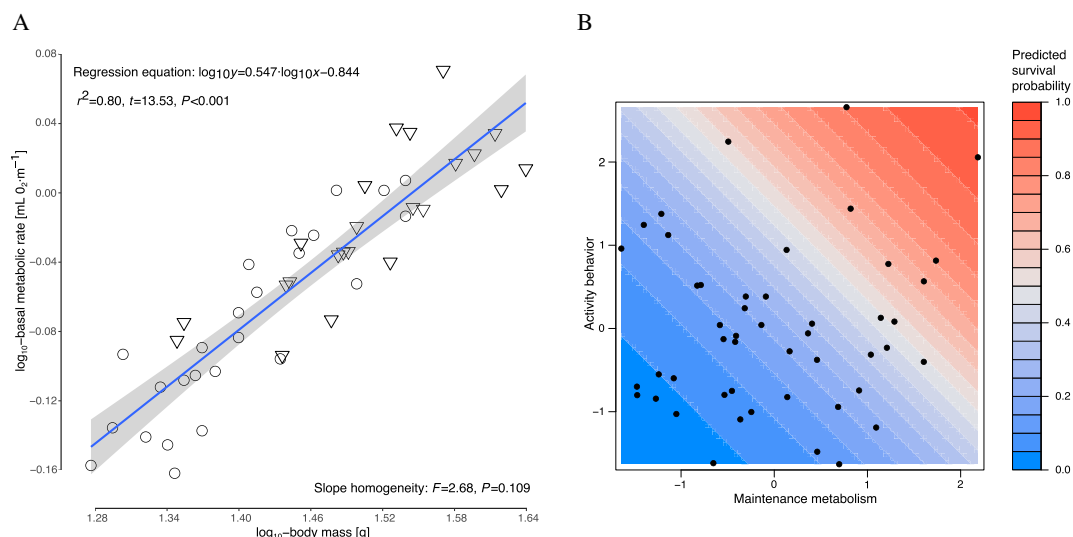 A
B
Regression equation: log10y=0.547·log10x−0.844
r2=0.80, t=13.53, P<0.001
Slope homogeneity: F=2.68, P=0.109
log10−basal metabolic rate [mL O2·m−1]
0.08
0.04
0.00
−0.04
−0.08
−0.12
−0.16
1.28
1.34
1.40
1.46
1.52
1.58
1.64
log10−body mass [g]
Activity behavior
2
1
0
−1
−1
0
1
2
Maintenance metabolism
Predicted
survival
probability
1.0
0.8
0.6
0.4
0.2
0.0